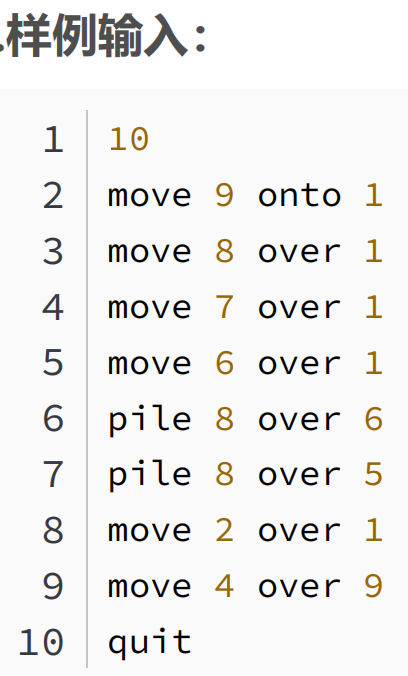 .样例输入：
1 10
2 move 9 onto 1
3 move 8 over 1
4 move 7 over 1
5 move 6 over 1
6 pile 8 over 6
7 pile 8 over 5
8 move 2 over 1
9 move 4 over 9
10 quit